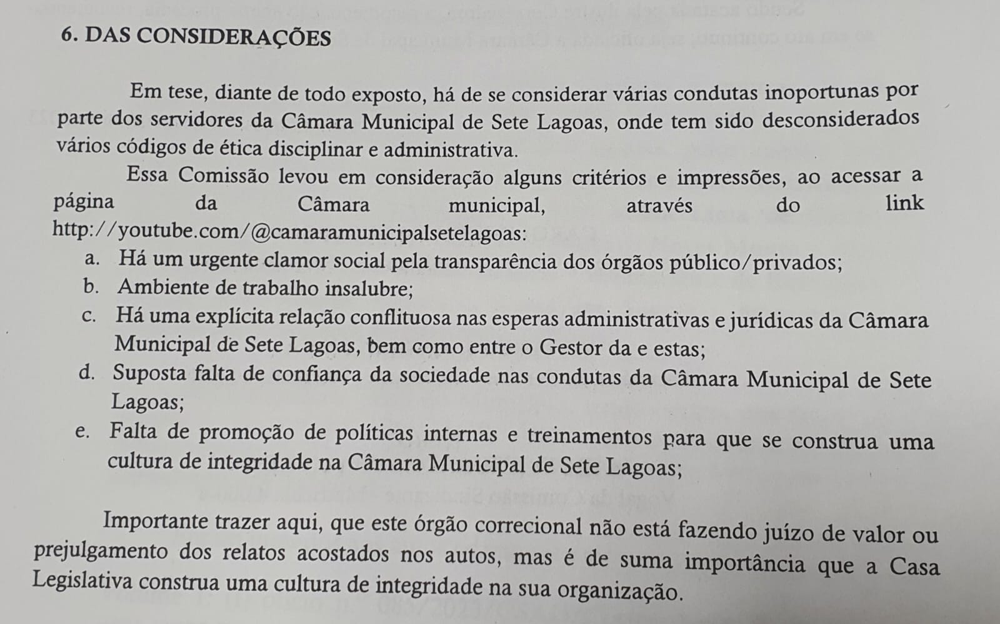 6. DAS CONSIDERAÇÕES
Em tese, diante de todo exposto, há de se considerar várias condutas inoportunas por
parte dos servidores da Câmara Municipal de Sete Lagoas, onde tem sido desconsiderados
vários códigos de ética disciplinar e administrativa.
Essa Comissão levou em consideração alguns critérios e impressões, ao acessar a
página da Câmara municipal, através do link
http://youtube.com/@camaramunicipalsetelagoas:
a. Há um urgente clamor social pela transparência dos órgãos público/privados;
b. Ambiente de trabalho insalubre;
c. Há uma explícita relação conflituosa nas esperas administrativas e jurídicas da Câmara
Municipal de Sete Lagoas, bem como entre o Gestor da e estas;
d. Suposta falta de confiança da sociedade nas condutas da Câmara Municipal de Sete
Lagoas;
e. Falta de promoção de políticas internas e treinamentos para que se construa uma
cultura de integridade na Câmara Municipal de Sete Lagoas;
Importante trazer aqui, que este órgão correcional não está fazendo juízo de valor ou
prejulgamento dos relatos acostados nos autos, mas é de suma importância que a Casa
Legislativa construa uma cultura de integridade na sua organização.